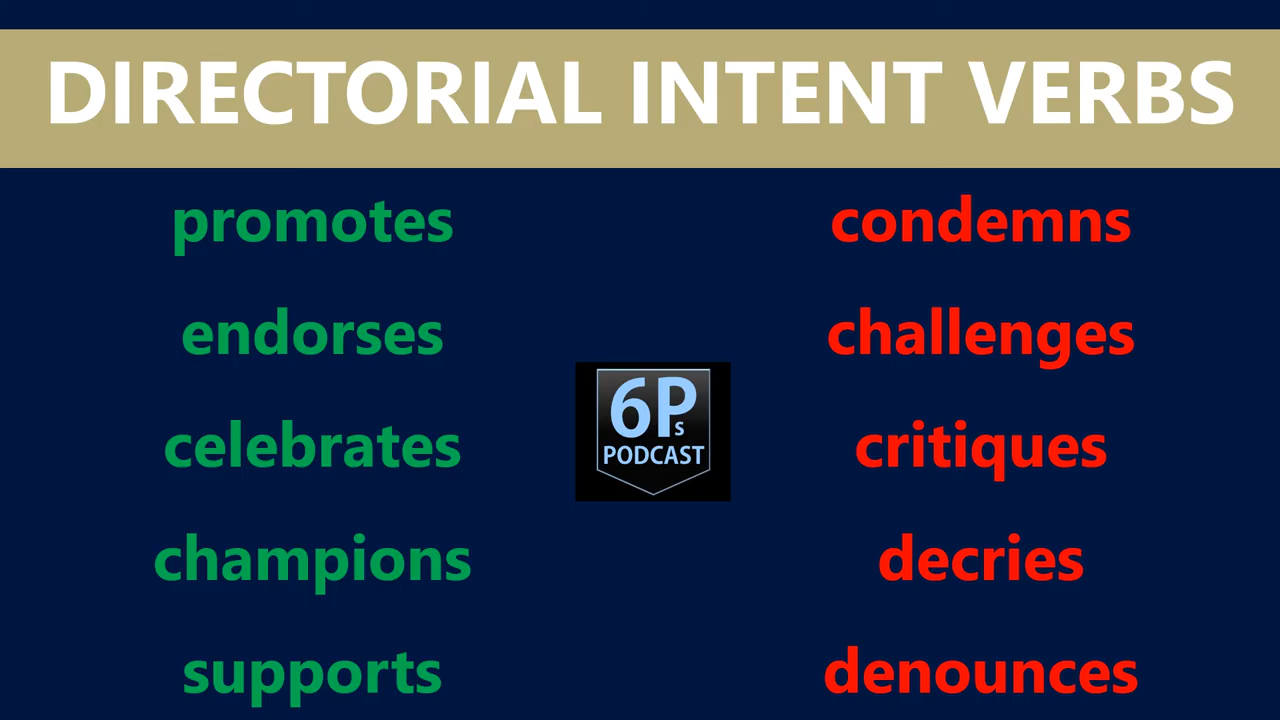 DIRECTORIAL INTENT VERBS
promotes
endorses
celebrates
champions
supports
6Ps
PODCAST
condemns
challenges
critiques
decries
denounces